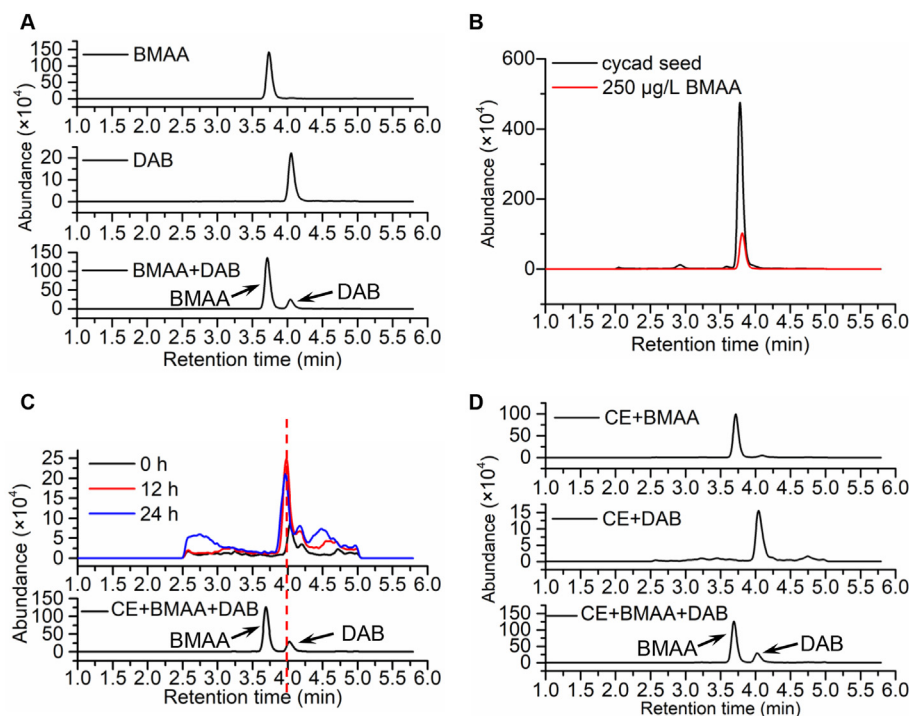 A
BMAA
150
100
50
0
1.0 1.5 2.0 2.5 3.0 3.5 4.0 4.5 5.0 5.5 6.0
DAB
20
10
0
1.0 1.5 2.0 2.5 3.0 3.5 4.0 4.5 5.0 5.5 6.0
BMAA+DAB
BMAA
DAB
150
100
50
0
1.0 1.5 2.0 2.5 3.0 3.5 4.0 4.5 5.0 5.5 6.0
Abundance (×10⁴)
Retention time (min)
B
cycad seed
250 µg/L BMAA
600
400
200
0
1.0 2.0 3.0 4.0 5.0 6.0
Abundance (×10⁴)
Retention time (min)
C
0 h
12 h
24 h
25
20
15
10
5
0
1.0 1.5 2.0 2.5 3.0 3.5 4.0 4.5 5.0 5.5 6.0
CE+BMAA+DAB
BMAA
DAB
150
100
50
0
1.0 1.5 2.0 2.5 3.0 3.5 4.0 4.5 5.0 5.5 6.0
Abundance (×10⁴)
Retention time (min)
D
CE+BMAA
100
50
0
1.0 1.5 2.0 2.5 3.0 3.5 4.0 4.5 5.0 5.5 6.0
CE+DAB
15
10
5
0
1.0 1.5 2.0 2.5 3.0 3.5 4.0 4.5 5.0 5.5 6.0
CE+BMAA+DAB
BMAA
DAB
150
100
50
0
1.0 1.5 2.0 2.5 3.0 3.5 4.0 4.5 5.0 5.5 6.0
Abundance (×10⁴)
Retention time (min)